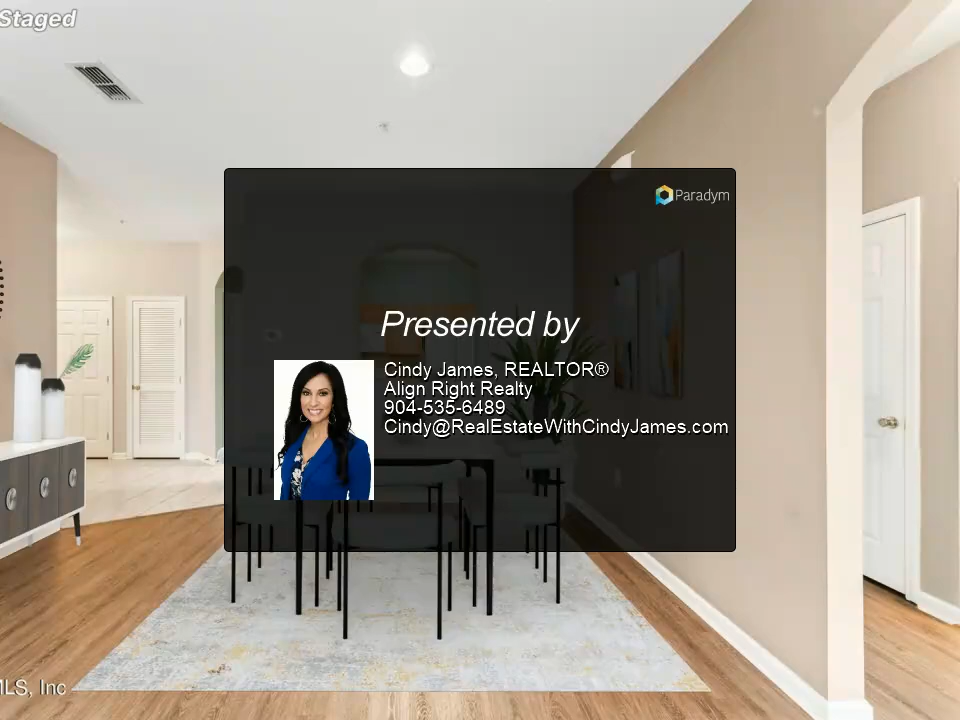 Staged
Paradym
Presented by
Cindy James, REALTOR®
Align Right Realty
904-535-6489
Cindy@RealEstateWithCindyJames.com
MLS, Inc